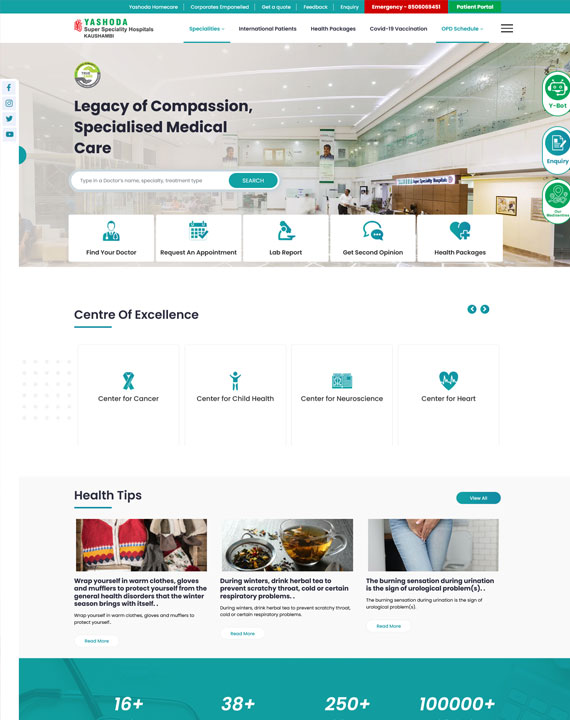 Yashoda Homecare Corporates Empanelled Get a quote Feedback Enquiry Emergency - 8506069451 Patient Portal
YASHODA
Super Speciality Hospitals
KAUSHAMBI
Specialities International Patients Health Packages Covid-19 Vaccination OPD Schedule
Legacy of Compassion,
Specialised Medical
Care
Type in a Doctor's name, specialty, treatment type SEARCH
Y-Bot
Enquiry
Our
Find Your Doctor Request An Appointment Lab Report Get Second Opinion Health Packages
Centre Of Excellence
Center for Cancer Center for Child Health Center for Neuroscience Center for Heart
Health Tips
View All
Wrap yourself in warm clothes, gloves
and mufflers to protect yourself from the
general health disorders that the winter
season brings with itself. .
Wrap yourself in warm clothes, gloves and mufflers to
protect yourself.
Read More
During winters, drink herbal tea to
prevent scratchy throat, cold or certain
respiratory problems. .
During winters, drink herbal tea to prevent scratchy throat,
cold or certain respiratory problems.
Read More
The burning sensation during urination
is the sign of urological problem(s). .
The burning sensation during urination is the sign of
urological problem(s).
Read More
16+ 38+ 250+ 100000+